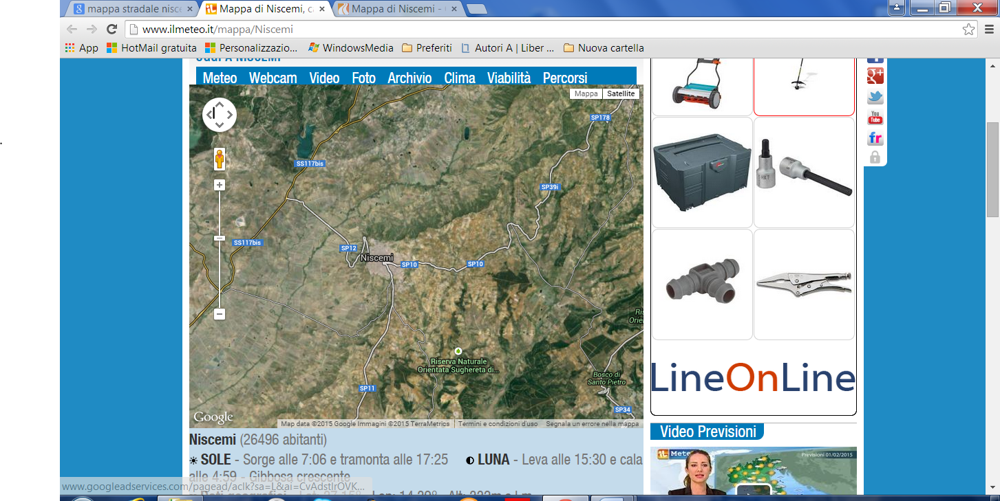 mappa stradale nisce
Mappa di Niscemi, ca
Mappa di Niscemi -
www.ilmeteo.it/mappa/Niscemi
App
HotMail gratuita
Personalizzazio...
WindowsMedia
Preferiti
Autori A | Liber ...
Nuova cartella
Meteo Webcam Video Foto Archivio Clima Viabilità Percorsi
Mappa
Satellite
SP178
SS117bis
SP39i
SS117bis
SP12
Niscemi
SP10
SP10
Riserva Naturale
Orientata Sughereta di...
Bosco di
Santo Pietro
SP11
SP34
Google
Map data ©2015 Google Immagini ©2015 TerraMetrics
Termini e condizioni d'uso
Segnala un errore nella mappa
Niscemi (26496 abitanti)
SOLE - Sorge alle 7:06 e tramonta alle 17:25 LUNA - Leva alle 15:30 e cala
alle 4:59 - Gibbosa crescente
www.googleadservices.com/pagead/aclk?sa=L&ai=CvAdstIrOVK...
You
Tube
fr
LineOnLine
Video Previsioni
Previsioni 01/02/2015